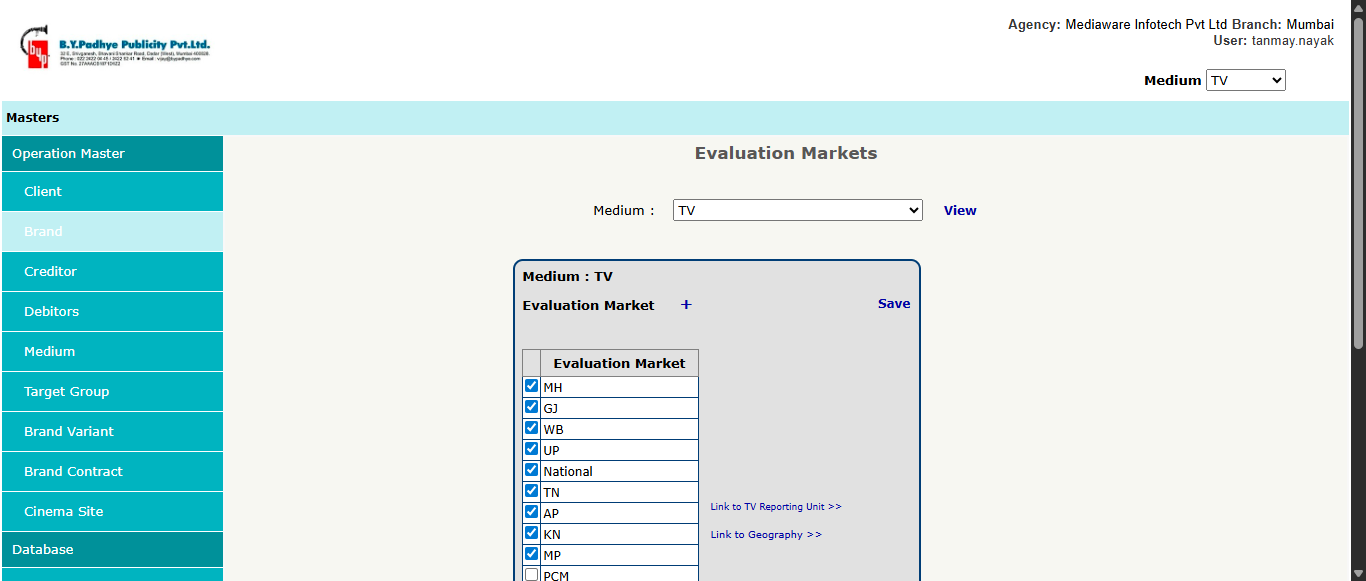 byp
B.Y.Padhye Publicity Pvt.Ltd.
Agency: Mediaware Infotech Pvt Ltd Branch: Mumbai
User: tanmay.nayak
Medium TV
Masters
Operation Master
Client
Brand
Creditor
Debitors
Medium
Target Group
Brand Variant
Brand Contract
Cinema Site
Database
Evaluation Markets
Medium : TV View
Medium : TV
Evaluation Market + Save
Evaluation Market
MH
GJ
WB
UP
National
TN
AP
KN
MP
PCM
Link to TV Reporting Unit >>
Link to Geography >>